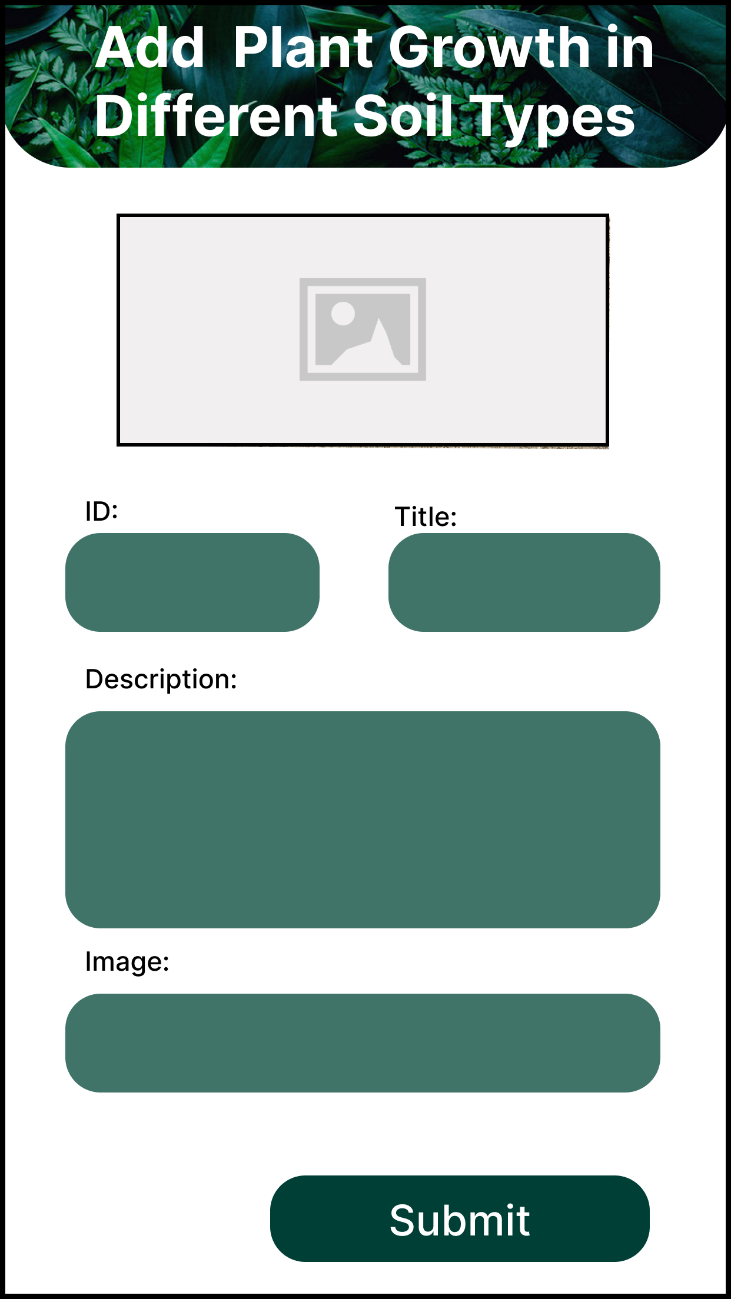 Add  Plant Growth in
Different Soil Types
ID:
Title:
Description:
Image:
Submit